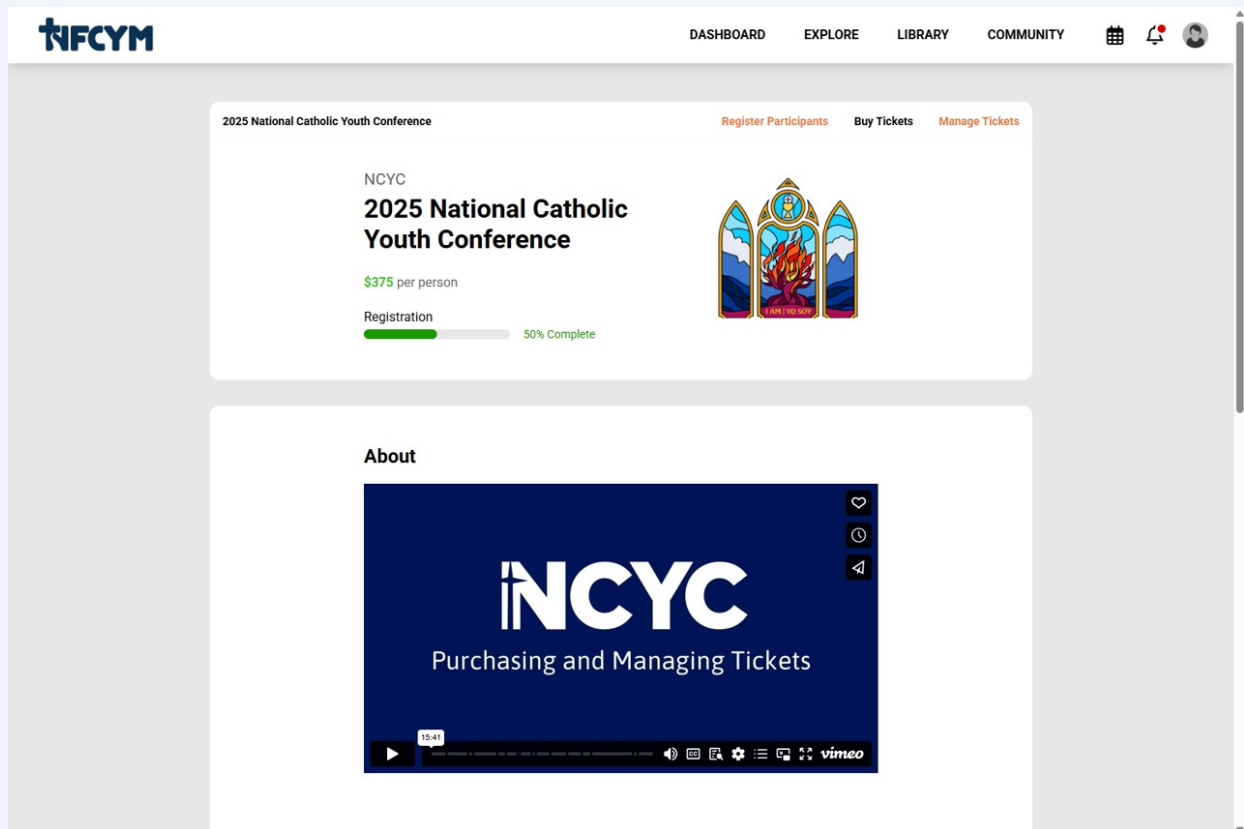 NFCYM
DASHBOARD
EXPLORE
LIBRARY
COMMUNITY
2025 National Catholic Youth Conference
Register Participants
Buy Tickets
Manage Tickets
NCYC
2025 National Catholic
Youth Conference
$375 per person
Registration
50% Complete
I AM | YO SOY
About
NCYC
Purchasing and Managing Tickets
15:41
CC
vimeo